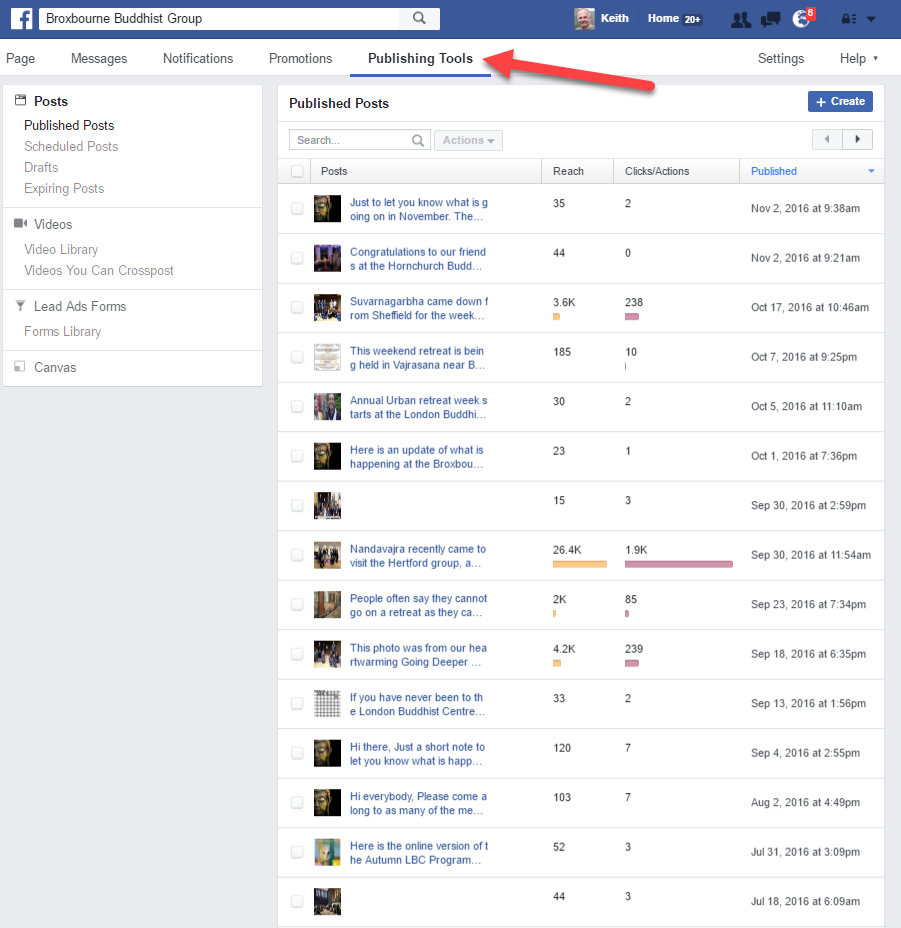 f
Broxbourne Buddhist Group
Keith
Home 20+
6
Page
Messages
Notifications
Promotions
Publishing Tools
Settings
Help
Posts
Published Posts
Scheduled Posts
Drafts
Expiring Posts
Videos
Video Library
Videos You Can Crosspost
Lead Ads Forms
Forms Library
Canvas
Published Posts
+ Create
Search...
Actions
Posts
Reach
Clicks/Actions
Published
Just to let you know what is g
oing on in November. The...
35
2
Nov 2, 2016 at 9:38am
Congratulations to our friend
s at the Hornchurch Budd...
44
0
Nov 2, 2016 at 9:21am
Suvarnagarbha came down f
rom Sheffield for the week...
3.6K
238
Oct 17, 2016 at 10:46am
This weekend retreat is bein
g held in Vajrasana near B...
185
10
Oct 7, 2016 at 9:25pm
Annual Urban retreat week s
tarts at the London Buddhi...
30
2
Oct 5, 2016 at 11:10am
Here is an update of what is
happening at the Broxbou...
23
1
Oct 1, 2016 at 7:36pm
15
3
Sep 30, 2016 at 2:59pm
Nandavajra recently came to
visit the Hertford group, a...
26.4K
1.9K
Sep 30, 2016 at 11:54am
People often say they cannot
go on a retreat as they ca...
2K
85
Sep 23, 2016 at 7:34pm
This photo was from our hea
rtwarming Going Deeper ...
4.2K
239
Sep 18, 2016 at 6:35pm
If you have never been to th
e London Buddhist Centre...
33
2
Sep 13, 2016 at 1:56pm
Hi there, Just a short note to
let you know what is happ...
120
7
Sep 4, 2016 at 2:55pm
Hi everybody, Please come a
long to as many of the me...
103
7
Aug 2, 2016 at 4:49pm
Here is the online version of t
he Autumn LBC Program...
52
3
Jul 31, 2016 at 3:09pm
44
3
Jul 18, 2016 at 6:09am